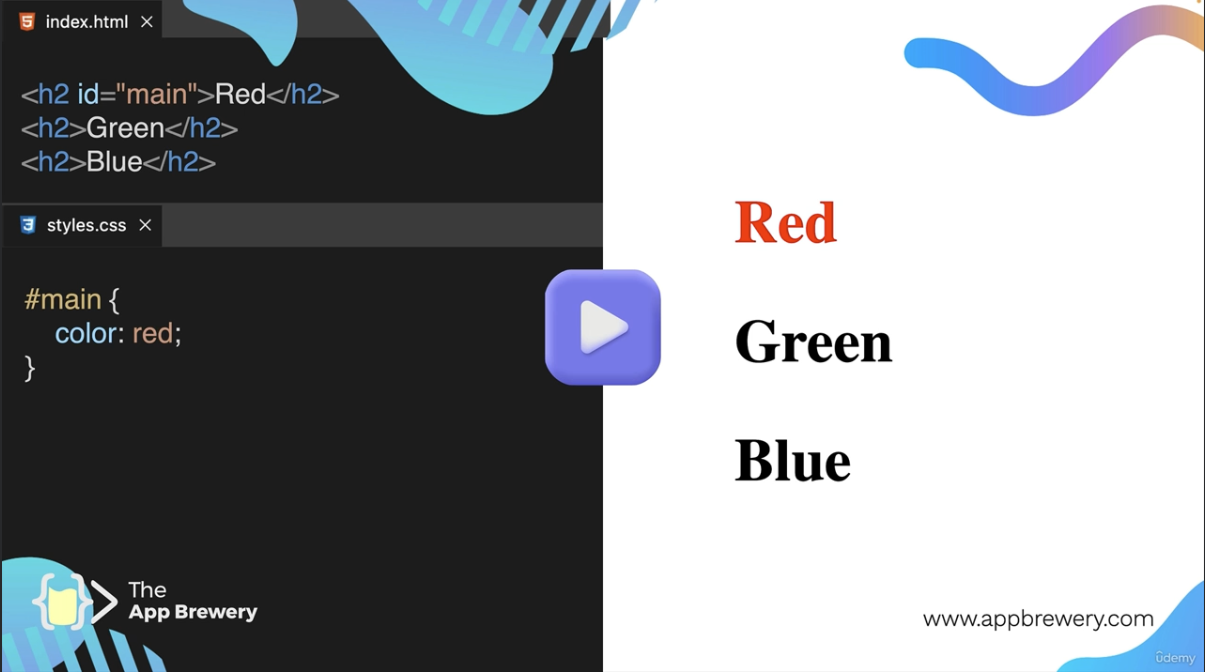 index.html
<h2 id="main">Red</h2>
<h2>Green</h2>
<h2>Blue</h2>
styles.css
#main {
color: red;
}
Red
Green
Blue
The
App Brewery
www.appbrewery.com
ûdemy